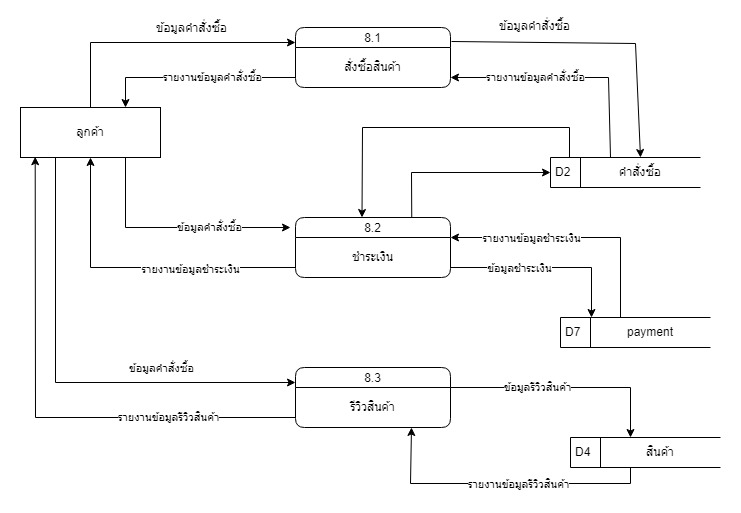 ข้อมูลคำสั่งซื้อ
8.1
ข้อมูลคำสั่งซื้อ
สั่งซื้อสินค้า
รายงานข้อมูลคำสั่งซื้อ
รายงานข้อมูลคำสั่งซื้อ
ลูกค้า
D2
คำสั่งซื้อ
ข้อมูลคำสั่งซื้อ
8.2
รายงานข้อมูลชำระเงิน
ชำระเงิน
รายงานข้อมูลชำระเงิน
ข้อมูลชำระเงิน
D7
payment
ข้อมูลคำสั่งซื้อ
8.3
ข้อมูลรีวิวสินค้า
รีวิวสินค้า
รายงานข้อมูลรีวิวสินค้า
D4
สินค้า
รายงานข้อมูลรีวิวสินค้า